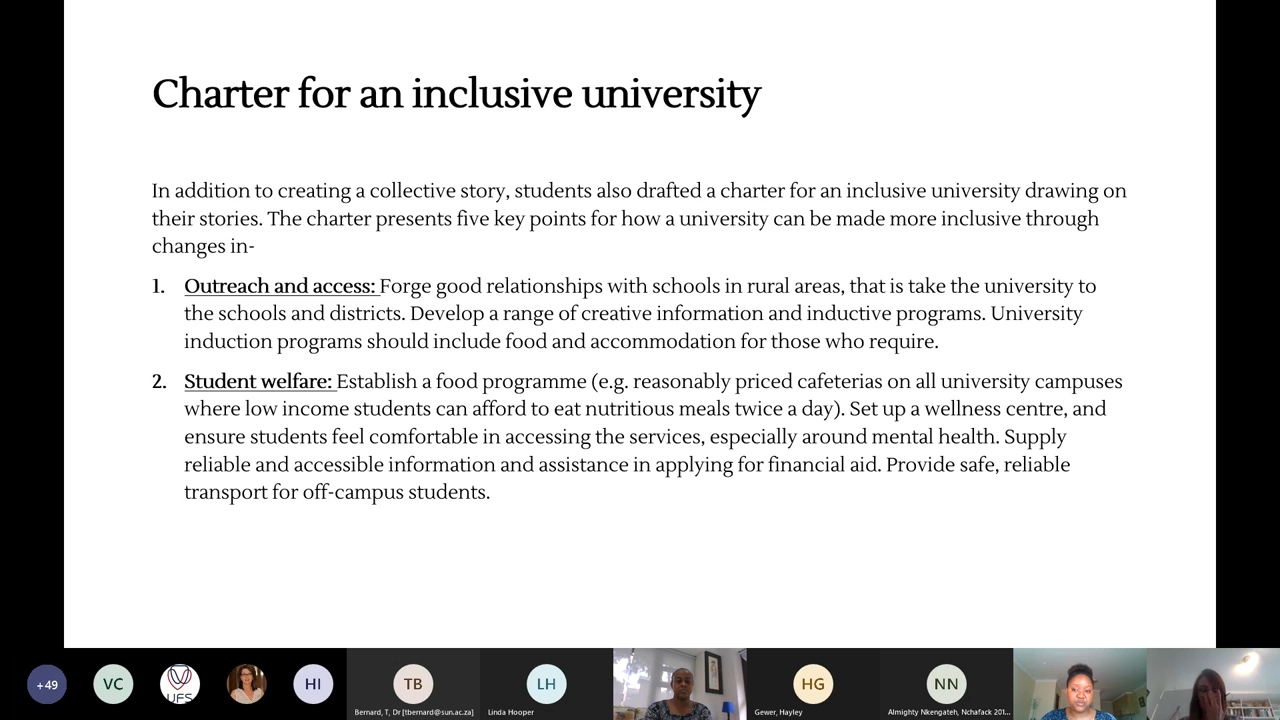 Charter for an inclusive university
In addition to creating a collective story, students also drafted a charter for an inclusive university drawing on
their stories. The charter presents five key points for how a university can be made more inclusive through
changes in-
1. Outreach and access: Forge good relationships with schools in rural areas, that is take the university to
the schools and districts. Develop a range of creative information and inductive programs. University
induction programs should include food and accommodation for those who require.
2. Student welfare: Establish a food programme (e.g. reasonably priced cafeterias on all university campuses
where low income students can afford to eat nutritious meals twice a day). Set up a wellness centre, and
ensure students feel comfortable in accessing the services, especially around mental health. Supply
reliable and accessible information and assistance in applying for financial aid. Provide safe, reliable
transport for off-campus students.
+49 VC UFS HI TB LH HG NN
Bernard, T, Dr [tbernard@sun.ac.za] Linda Hooper Gewer, Hayley Almighty Nkengateh, Nchafack 201...